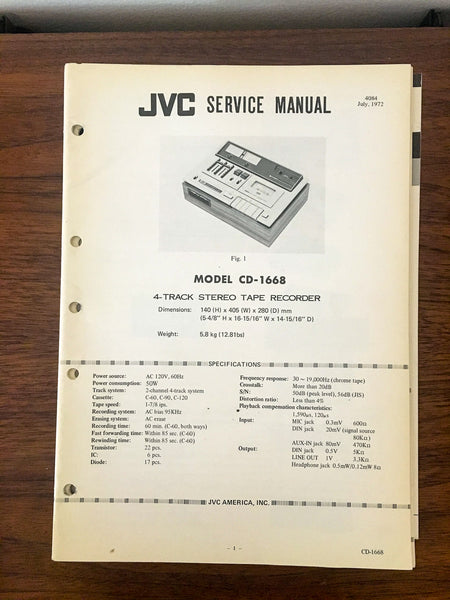 JVC SERVICE MANUAL
4084
July, 1972
Fig. 1
MODEL CD-1668
4-TRACK STEREO TAPE RECORDER
Dimensions: 140 (H) x 405 (W) x 280 (D) mm
(5-4/8" H x 16-15/16" W x 14-15/16" D)
Weight: 5.8 kg (12.81bs)
SPECIFICATIONS
Power source: AC 120V, 60Hz
Power consumption: 50W
Track system: 2-channel 4-track system
Cassette: C-60, C-90, C-120
Tape speed: 1-7/8 ips.
Recording system: AC bias 95KHz
Erasing system: AC erase
Recording time: 60 min. (C-60, both ways)
Fast forwarding time: Within 85 sec. (C-60)
Rewinding time: Within 85 sec. (C-60)
Transistor: 22 pcs.
IC: 6 pcs.
Diode: 17 pcs.
Frequency response: 30 ~ 19,000Hz (chrome tape)
Crosstalk: More than 20dB
S/N: 50dB (peak level), 56dB (JIS)
Distortion ratio: Less than 4%
Playback compensation characteristics:
1,590μs, 120μs
Input: MIC jack 0.3mV 600Ω
DIN jack 20mV (signal source
80KΩ)
AUX-IN jack 80mV 470KΩ
Output: DIN jack 0.5V 5KΩ
LINE OUT 1V 3.3KΩ
Headphone jack 0.5mW/0.12mW 8Ω
JVC AMERICA, INC.
- 1 -
CD-1668